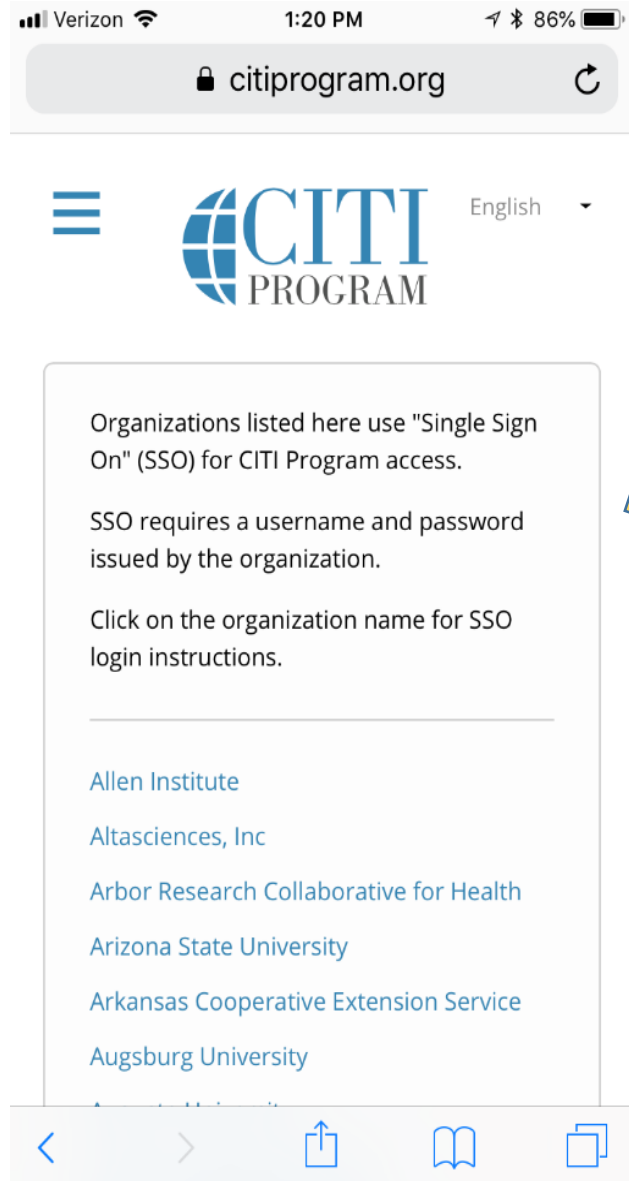 Verizon 1:20 PM 86%
citiprogram.org
English
CITI
PROGRAM
Organizations listed here use "Single Sign
On" (SSO) for CITI Program access.
SSO requires a username and password
issued by the organization.
Click on the organization name for SSO
login instructions.
Allen Institute
Altasciences, Inc
Arbor Research Collaborative for Health
Arizona State University
Arkansas Cooperative Extension Service
Augsburg University